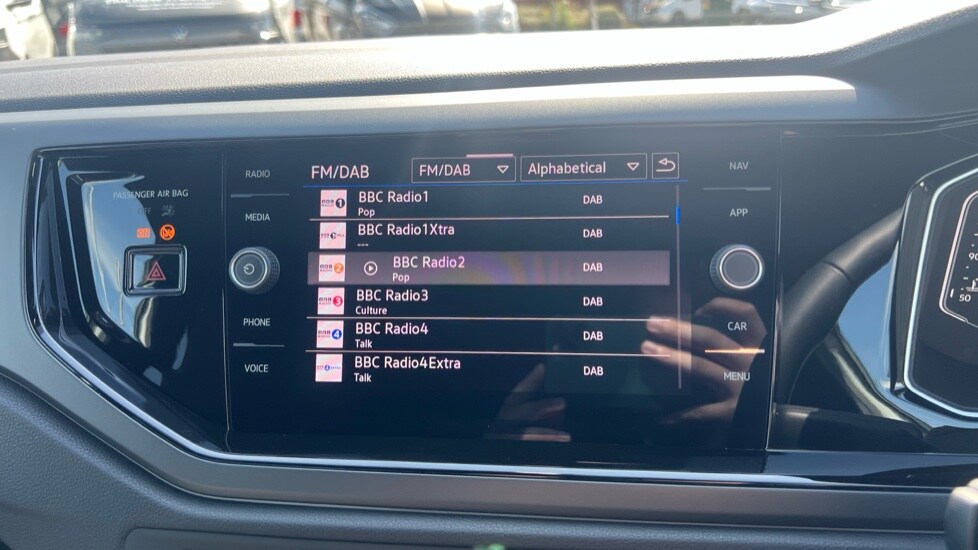 PASSENGER AIR BAG
OFF
ON
RADIO
MEDIA
PHONE
VOICE
FM/DAB
FM/DAB
Alphabetical
BBC Radio1
Pop
DAB
BBC Radio1Xtra
---
DAB
BBC Radio2
Pop
DAB
BBC Radio3
Culture
DAB
BBC Radio4
Talk
DAB
BBC Radio4Extra
Talk
DAB
NAV
APP
CAR
MENU
90
50